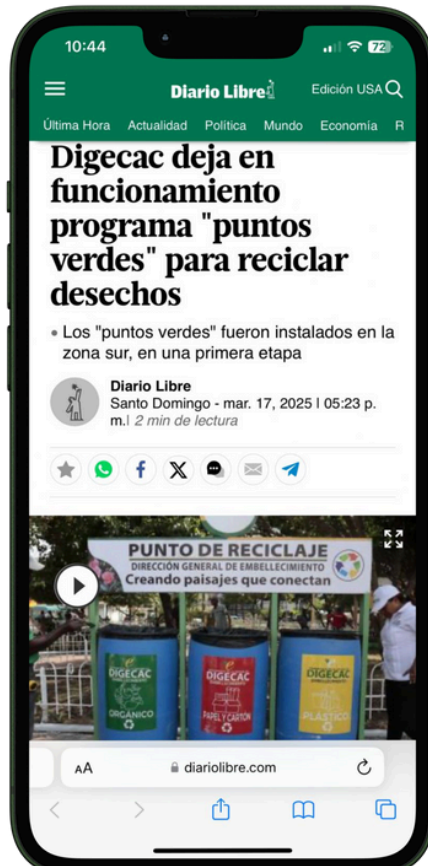 10:44
72
Diario Libre
Edición USA
Última Hora Actualidad Política Mundo Economía R
Digecac deja en
funcionamiento
programa "puntos
verdes" para reciclar
desechos
• Los "puntos verdes" fueron instalados en la
zona sur, en una primera etapa
Diario Libre
Santo Domingo - mar. 17, 2025 | 05:23 p.
m.| 2 min de lectura
PUNTO DE RECICLAJE
DIRECCIÓN GENERAL DE EMBELLECIMIENTO
Creando paisajes que conectan
DIGECAC
EMBELLECIMIENTO
ORGÁNICO
DIGECAC
EMBELLECIMIENTO
PAPEL Y CARTÓN
DIGECAC
EMBELLECIMIENTO
PLÁSTICO
AA
diariolibre.com